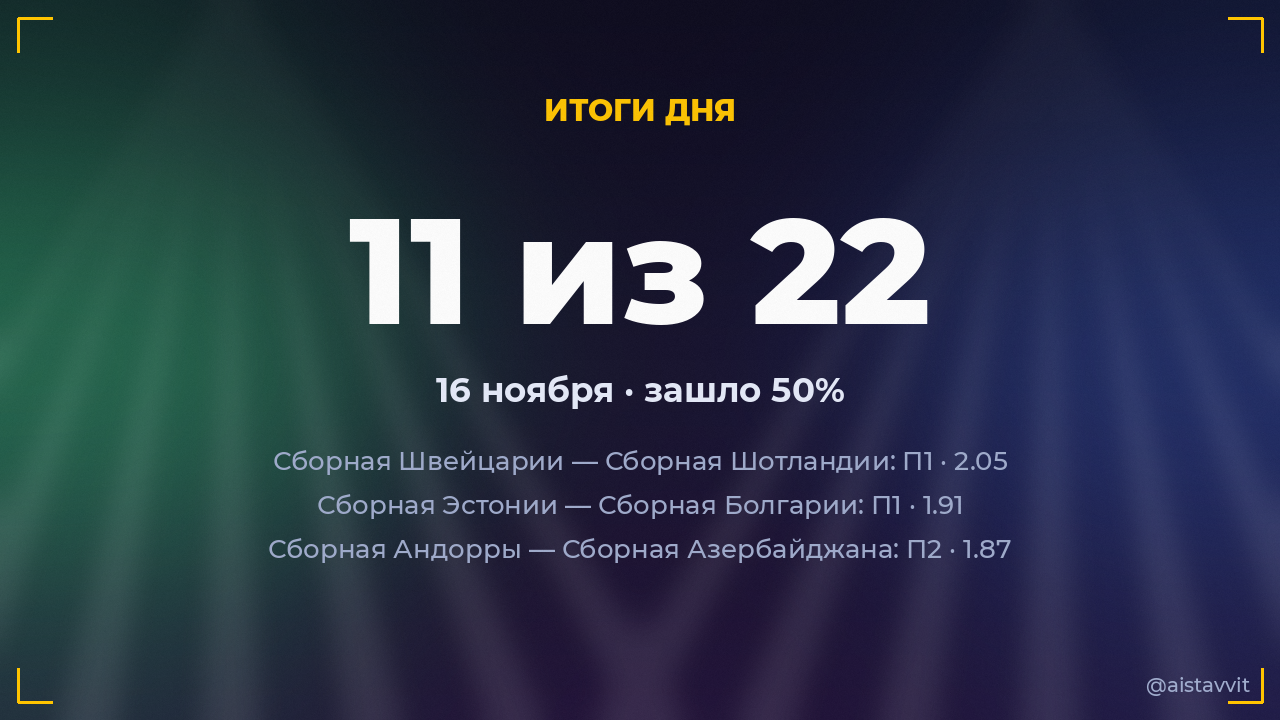 ИТОГИ ДНЯ
11 из 22
16 ноября · зашло 50%
Сборная Швейцарии — Сборная Шотландии: П1 · 2.05
Сборная Эстонии — Сборная Болгарии: П1 · 1.91
Сборная Андорры — Сборная Азербайджана: П2 · 1.87
@aistavvit